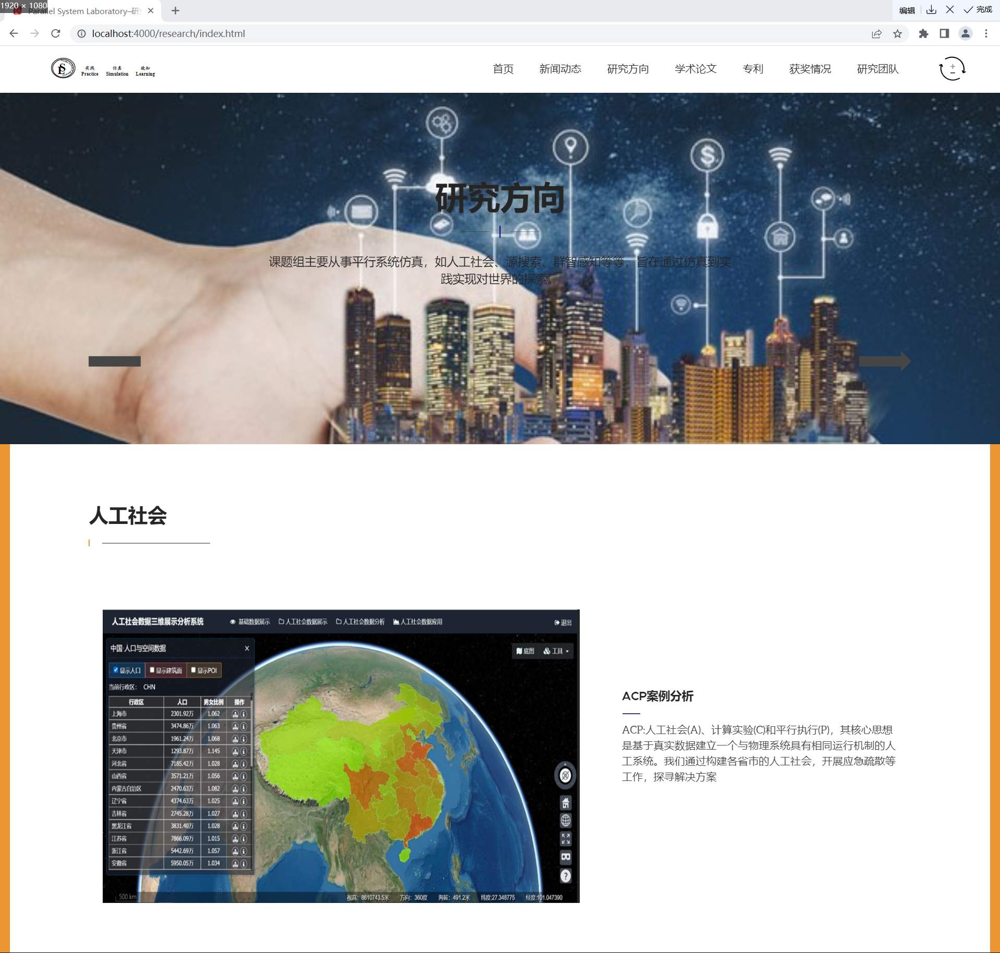 1920 × 1080
Parallel System Laboratory–研究
编辑
完成
localhost:4000/research/index.html
实践 仿真 致知
Practice Simulation Learning
首页 新闻动态 研究方向 学术论文 专利 获奖情况 研究团队
研究方向
课题组主要从事平行系统仿真，如人工社会、源搜索、群智感知等等，旨在通过仿真到实
践实现对世界的探索。
人工社会
人工社会数据三维展示分析系统 基础数据展示 人工社会数据展示 人工社会数据分析 人工社会数据应用 退出
中国·人口与空间数据 X
底图 工具
显示人口 显示建筑面 显示POI
当前行政区： CHN
行政区 人口 男女比例 操作
上海市 2301.92万 1.062
贵州省 3474.86万 1.063
北京市 1961.24万 1.068
天津市 1293.87万 1.145
河北省 7185.42万 1.028
山西省 3571.21万 1.056
内蒙古自治区 2470.63万 1.082
辽宁省 4374.63万 1.025
吉林省 2745.28万 1.027
黑龙江省 3831.40万 1.028
江苏省 7866.09万 1.015
浙江省 5442.69万 1.057
安徽省 5950.05万 1.034
500 km
视高：8610743.5米 方向：360度 海拔：491.2米 纬度:27.348775 经度:101.047390
ACP案例分析
ACP:人工社会(A)、计算实验(C)和平行执行(P)，其核心思想
是基于真实数据建立一个与物理系统具有相同运行机制的人
工系统。我们通过构建各省市的人工社会，开展应急疏散等
工作，探寻解决方案